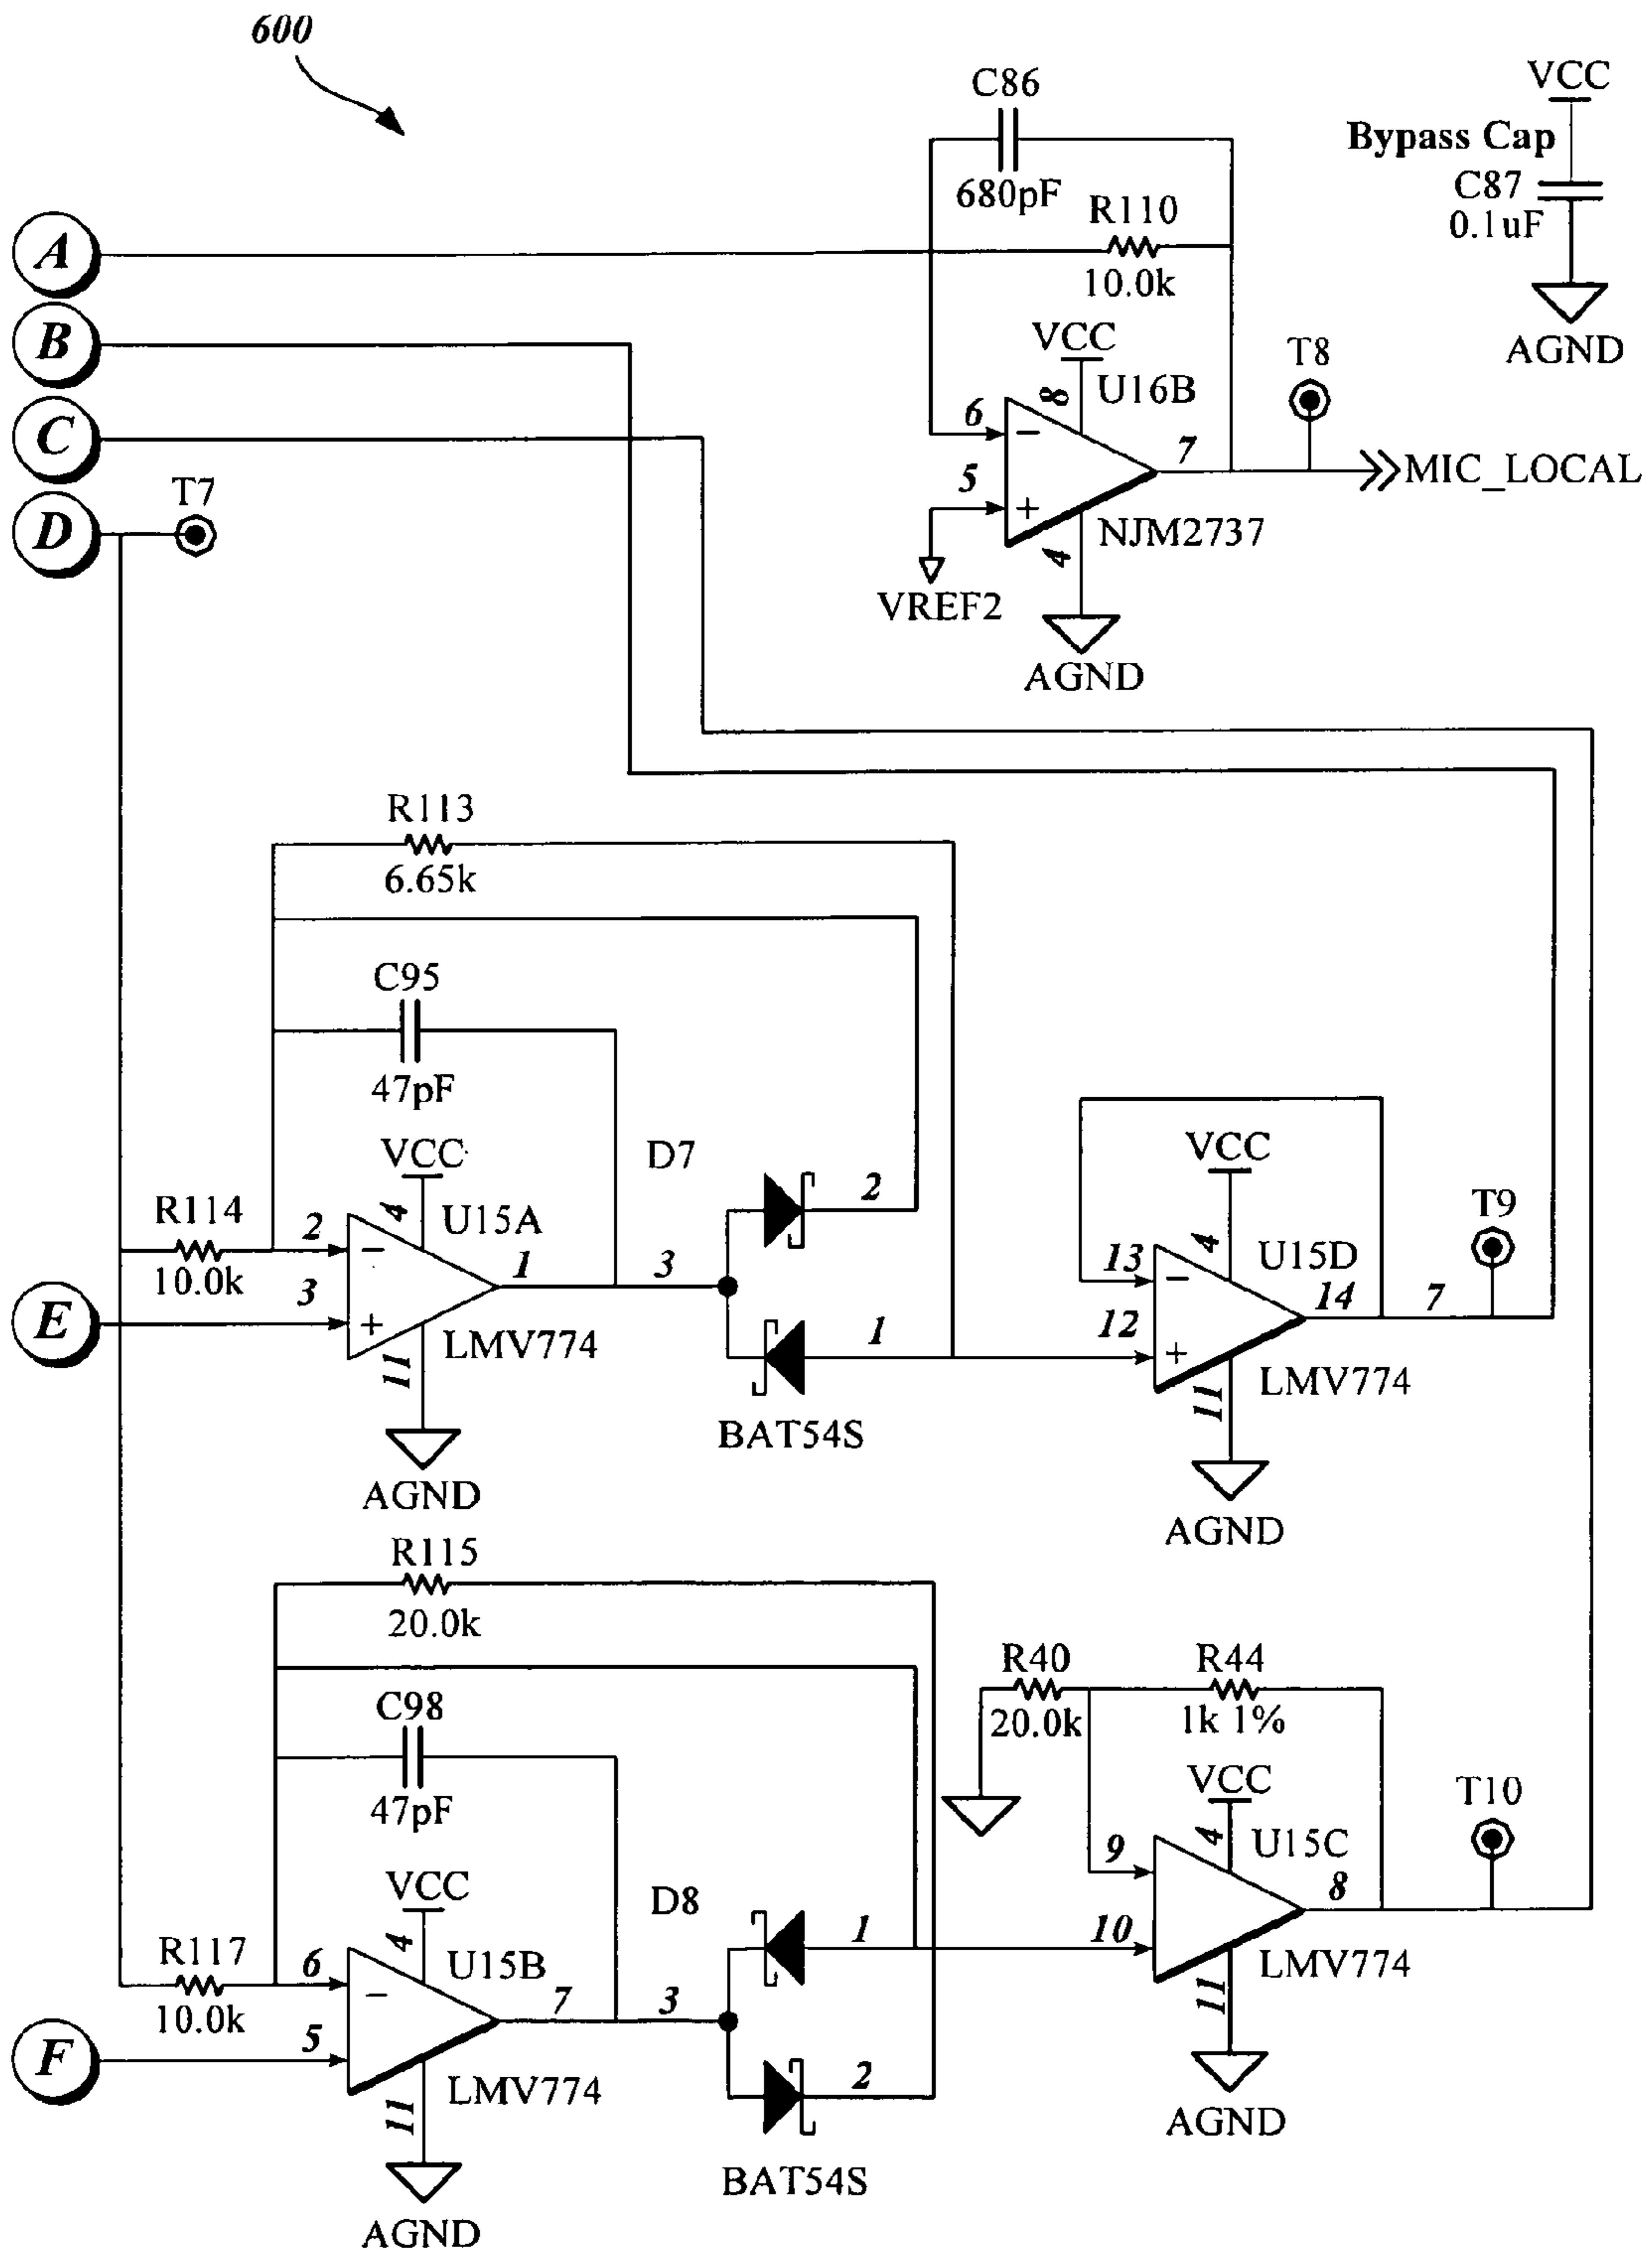 600
C86
680pF
VCC
Bypass Cap
C87
0.1uF
AGND
A
R110
10.0k
B
VCC
8
U16B
T8
C
6
−
7
MIC_LOCAL
5
+
NJM2737
4
VREF2
AGND
D
T7
R113
6.65k
C95
47pF
VCC
4
U15A
D7
2
R114
10.0k
2
−
1
3
3
+
E
LMV774
11
AGND
1
BAT54S
VCC
4
U15D
T9
13
−
14
7
12
+
LMV774
11
AGND
R115
20.0k
C98
47pF
R40
20.0k
R44
1k 1%
VCC
4
U15C
T10
9
8
10
LMV774
11
AGND
VCC
4
U15B
D8
1
R117
10.0k
6
−
7
3
5
F
LMV774
11
AGND
2
BAT54S